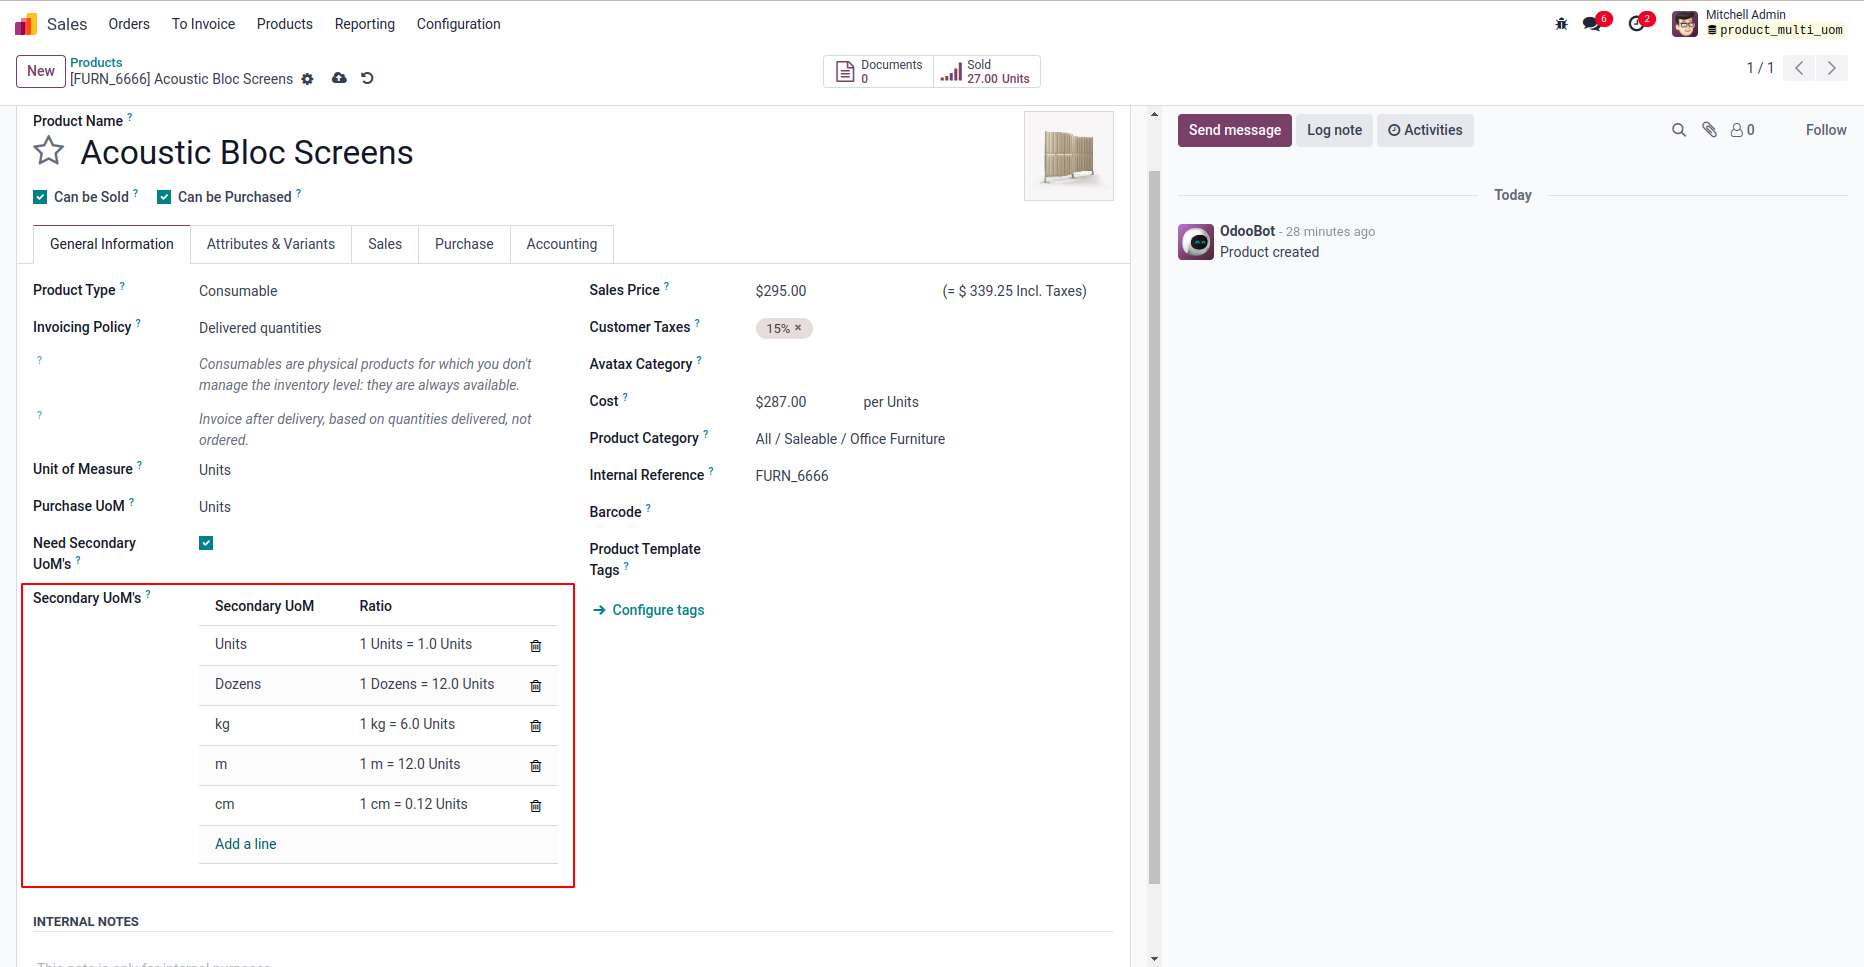 Sales Orders To Invoice Products Reporting Configuration 6 2 Mitchell Admin
product_multi_uom
New Products
[FURN_6666] Acoustic Bloc Screens
Documents
0
Sold
27.00 Units
1 / 1
Product Name ?
Acoustic Bloc Screens
Can be Sold ? Can be Purchased ?
General Information Attributes & Variants Sales Purchase Accounting
Product Type ? Consumable
Invoicing Policy ? Delivered quantities
? Consumables are physical products for which you don't
manage the inventory level: they are always available.
? Invoice after delivery, based on quantities delivered, not
ordered.
Unit of Measure ? Units
Purchase UoM ? Units
Need Secondary
UoM's ?
Secondary UoM's ?
Secondary UoM Ratio
Units 1 Units = 1.0 Units
Dozens 1 Dozens = 12.0 Units
kg 1 kg = 6.0 Units
m 1 m = 12.0 Units
cm 1 cm = 0.12 Units
Add a line
Sales Price ? $295.00 (= $ 339.25 Incl. Taxes)
Customer Taxes ? 15% ×
Avatax Category ?
Cost ? $287.00 per Units
Product Category ? All / Saleable / Office Furniture
Internal Reference ? FURN_6666
Barcode ?
Product Template
Tags ?
Configure tags
INTERNAL NOTES
This note is only for internal purposes.
Send message Log note Activities 0 Follow
Today
OdooBot - 28 minutes ago
Product created